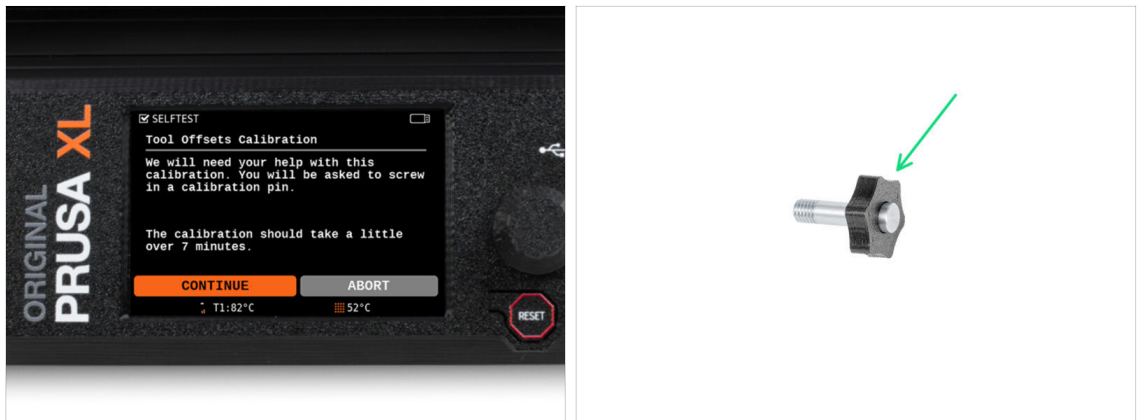 ORIGINAL
PRUSA XL
SELFTEST
Tool Offsets Calibration
We will need your help with this
calibration. You will be asked to screw
in a calibration pin.
The calibration should take a little
over 7 minutes.
CONTINUE
ABORT
T1:82°C
52°C
RESET